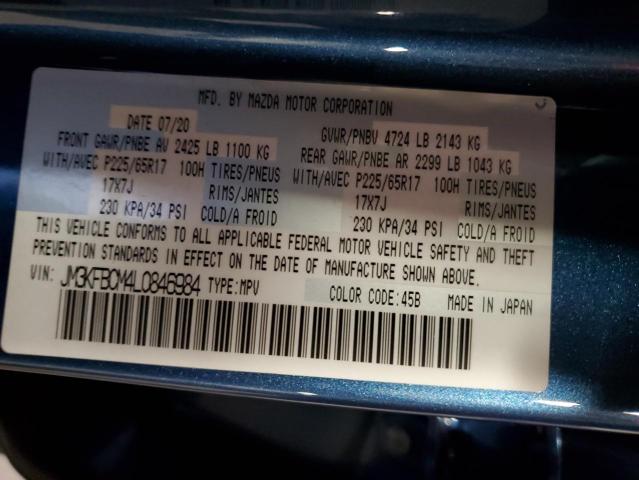 MFD. BY MAZDA MOTOR CORPORATION
DATE 07/20 GVWR/PNBV 4724 LB 2143 KG
FRONT GAWR/PNBE AV 2425 LB 1100 KG REAR GAWR/PNBE AR 2299 LB 1043 KG
WITH/AVEC P225/65R17 100H TIRES/PNEUS WITH/AVEC P225/65R17 100H TIRES/PNEUS
17X7J RIMS/JANTES 17X7J RIMS/JANTES
230 KPA/34 PSI COLD/A FROID 230 KPA/34 PSI COLD/A FROID
THIS VEHICLE CONFORMS TO ALL APPLICABLE FEDERAL MOTOR VEHICLE SAFETY AND THEFT
PREVENTION STANDARDS IN EFFECT ON THE DATE OF MANUFACTURE SHOWN ABOVE.
VIN: JM3KFBCM4L0846984 TYPE:MPV COLOR CODE:45B MADE IN JAPAN